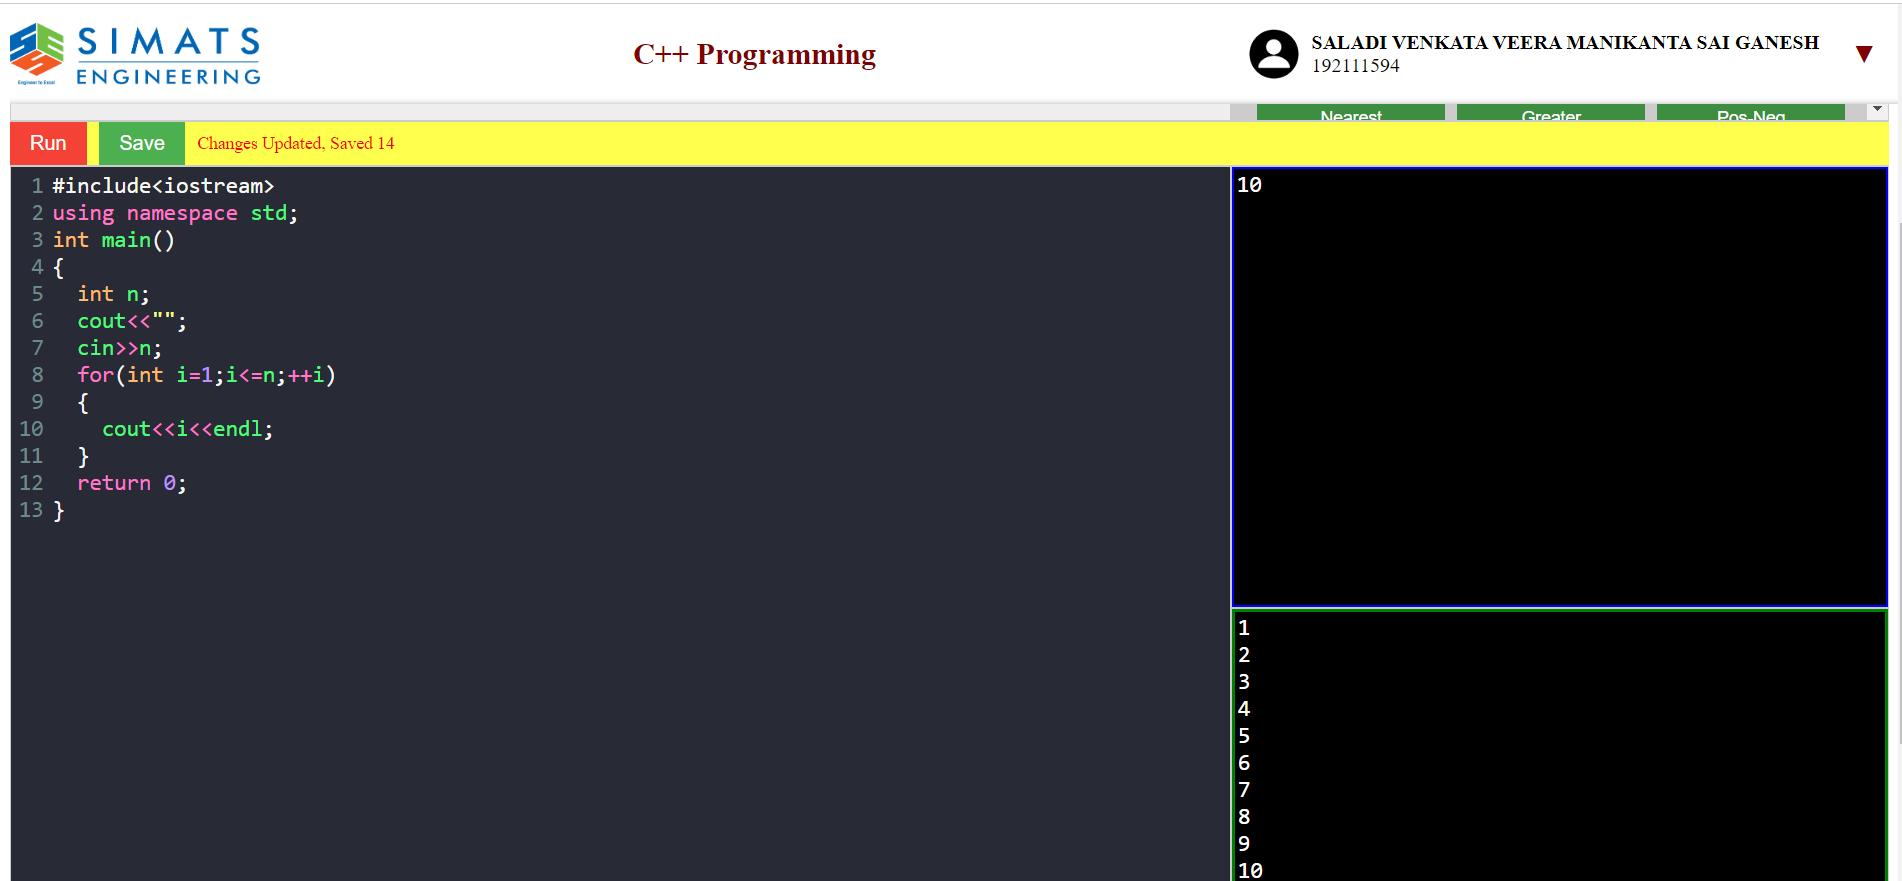 SIMATS
ENGINEERING
Engineer to Excel
C++ Programming
SALADI VENKATA VEERA MANIKANTA SAI GANESH
192111594
▼
Nearest
Greater
Pos-Neg
Run
Save
Changes Updated, Saved 14
1 #include<iostream>
2 using namespace std;
3 int main()
4 {
5   int n;
6   cout<<"";
7   cin>>n;
8   for(int i=1;i<=n;++i)
9   {
10     cout<<i<<endl;
11   }
12   return 0;
13 }
10
1
2
3
4
5
6
7
8
9
10